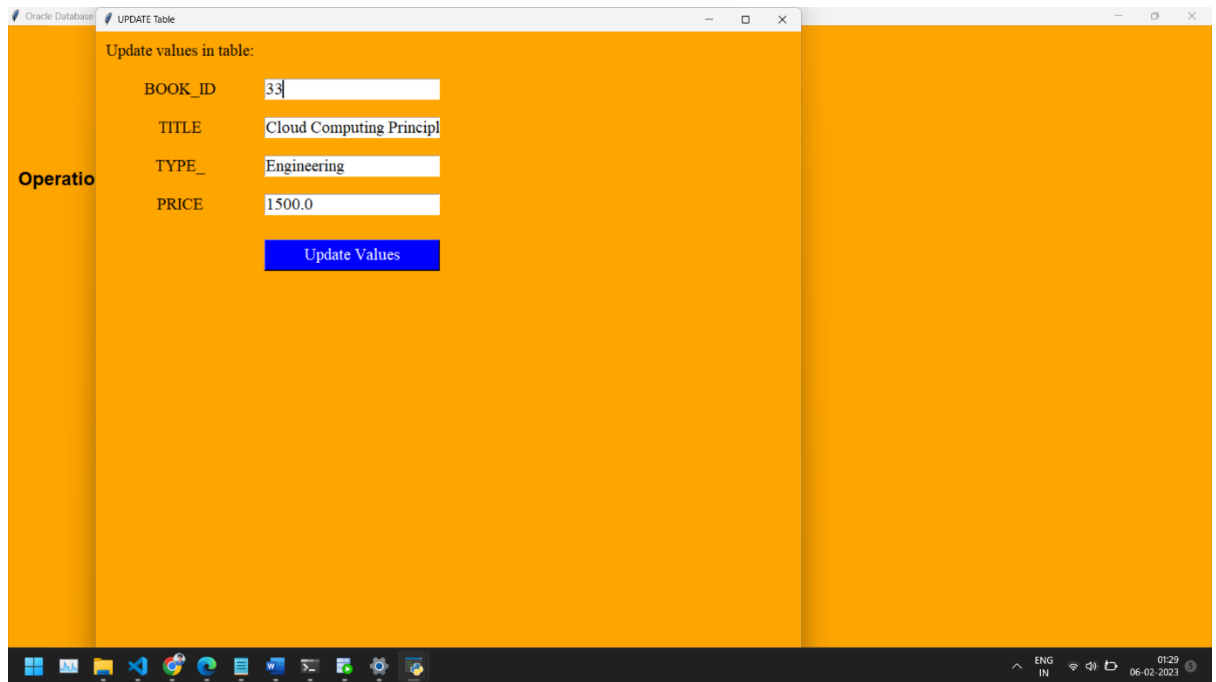 Oracle Database
UPDATE Table
Update values in table:
BOOK_ID 33
TITLE Cloud Computing Principl
TYPE_ Engineering
Operatio
PRICE 1500.0
Update Values
ENG
IN
01:29
06-02-2023